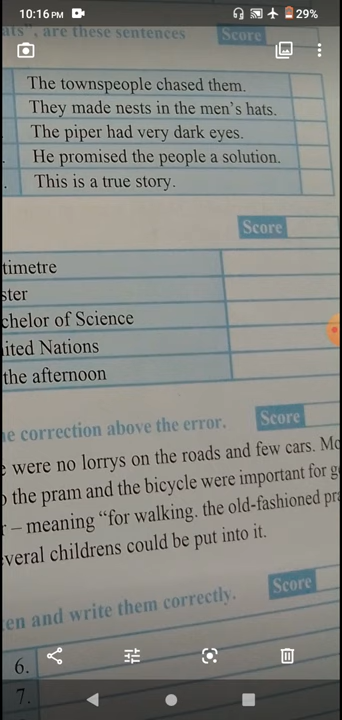 10:16 PM 29%
ats", are these sentences Score
The townspeople chased them.
They made nests in the men's hats.
The piper had very dark eyes.
He promised the people a solution.
This is a true story.
Score
timetre
ster
chelor of Science
ited Nations
the afternoon
e correction above the error. Score
e were no lorrys on the roads and few cars. Mo
the pram and the bicycle were important for g
r – meaning “for walking. the old-fashioned pra
veral childrens could be put into it.
en and write them correctly. Score
6.
7.